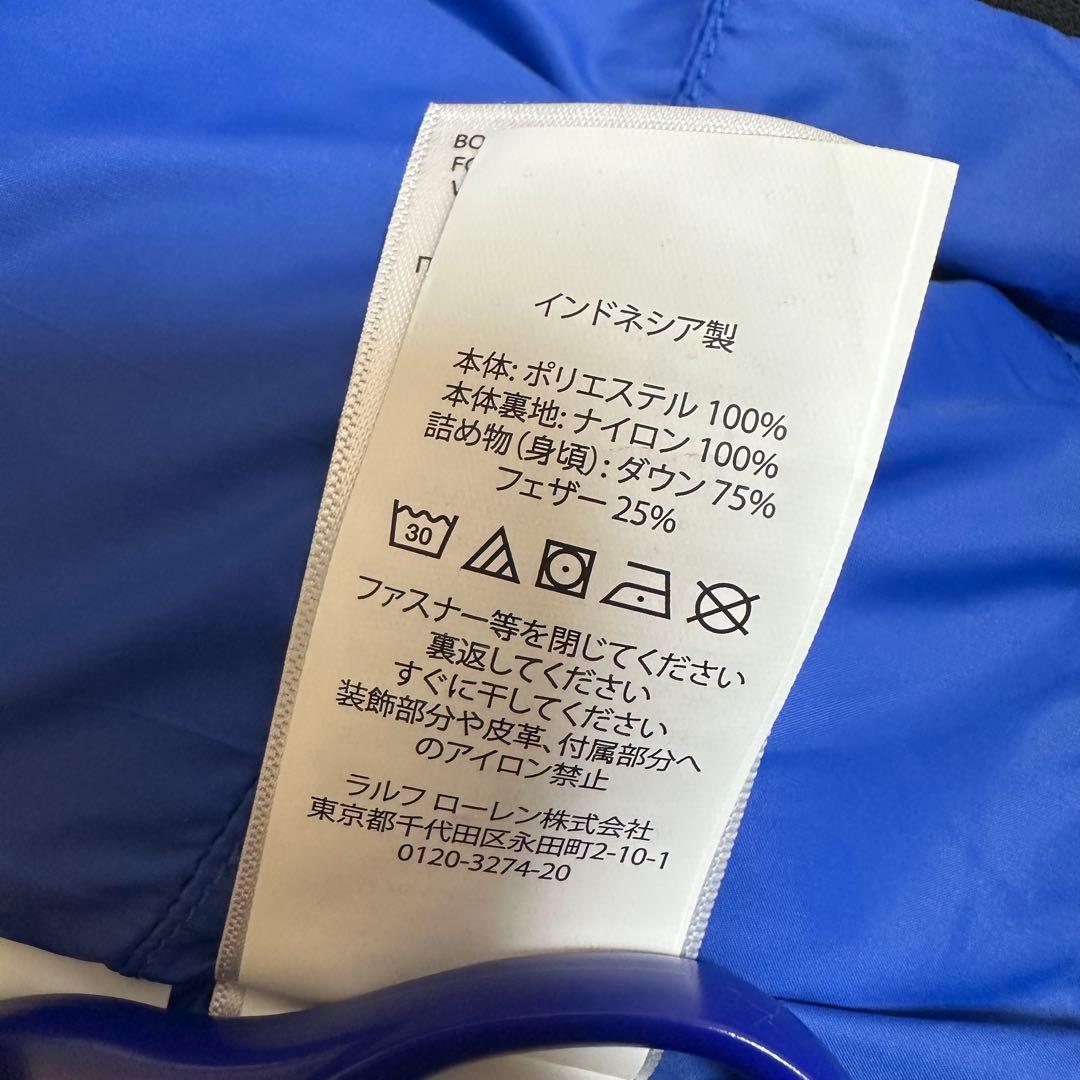 インドネシア製
本体: ポリエステル 100%
本体裏地: ナイロン 100%
詰め物 (身頃) : ダウン 75%
フェザー 25%
30
ファスナー等を閉じてください
裏返してください
すぐに干してください
装飾部分や皮革、付属部分へ
のアイロン禁止
ラルフ ローレン株式会社
東京都千代田区永田町2-10-1
0120-3274-20